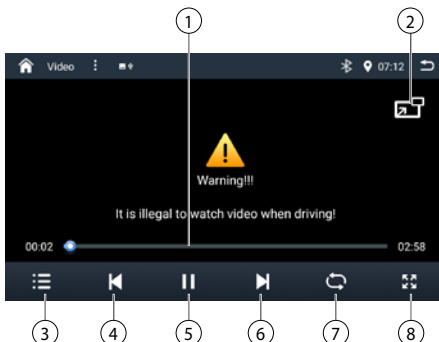 1 2
Video 07:12
Warning!!!
It is illegal to watch video when driving!
00:02 02:58
3 4 5 6 7 8